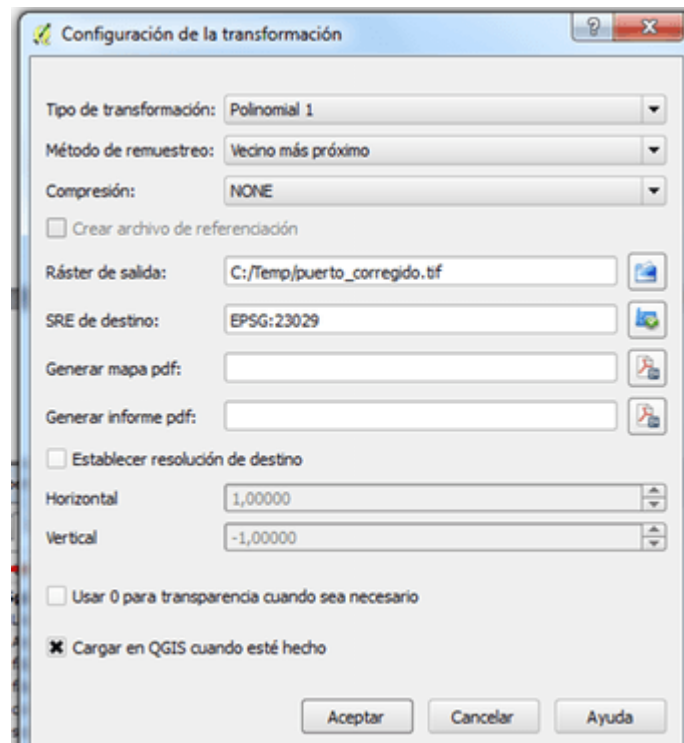 Configuración de la transformación
Tipo de transformación: Polinomial 1
Método de remuestreo: Vecino más próximo
Compresión: NONE
Crear archivo de referenciación
Ráster de salida: C:/Temp/puerto_corregido.tif
SRE de destino: EPSG:23029
Generar mapa pdf:
Generar informe pdf:
Establecer resolución de destino
Horizontal 1,00000
Vertical -1,00000
Usar 0 para transparencia cuando sea necesario
Cargar en QGIS cuando esté hecho
Aceptar Cancelar Ayuda